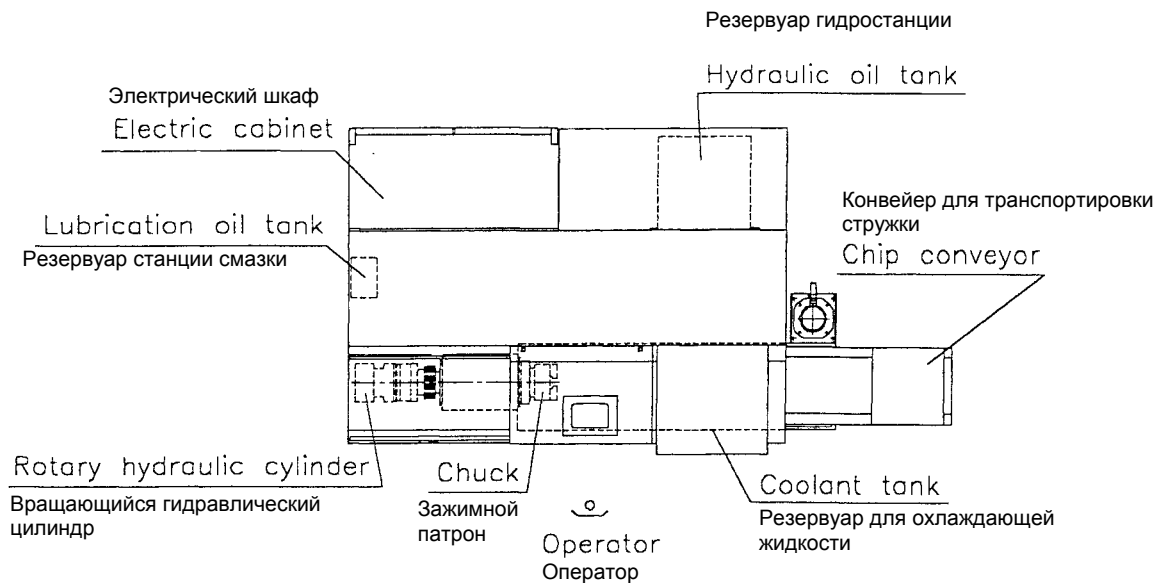 Резервуар гидростанции
Hydraulic oil tank
Электрический шкаф
Electric cabinet
Lubrication oil tank
Резервуар станции смазки
Конвейер для транспортировки
стружки
Chip conveyor
Rotary hydraulic cylinder
Вращающийся гидравлический
цилиндр
Chuck
Зажимной
патрон
Operator
Оператор
Coolant tank
Резервуар для охлаждающей
жидкости